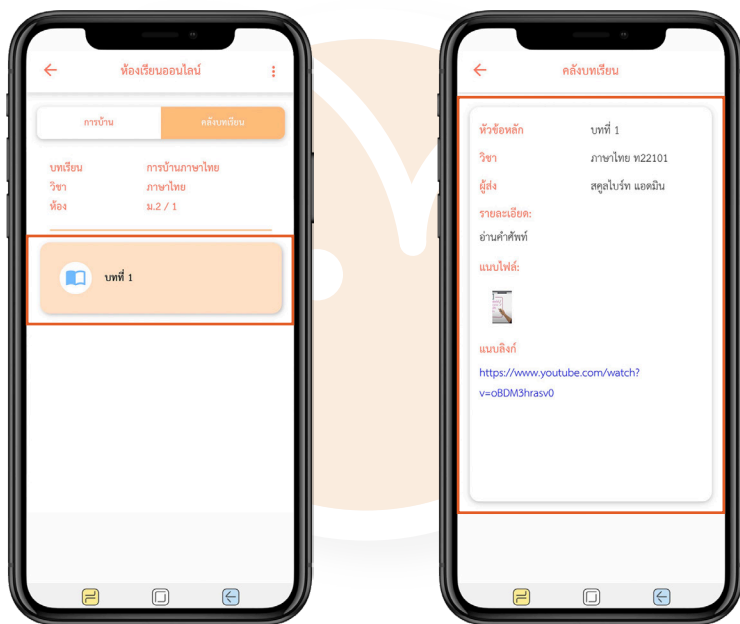 ห้องเรียนออนไลน์
การบ้าน
คลังบทเรียน
บทเรียน การบ้านภาษาไทย
วิชา ภาษาไทย
ห้อง ม.2 / 1
บทที่ 1
คลังบทเรียน
หัวข้อหลัก บทที่ 1
วิชา ภาษาไทย ท22101
ผู้ส่ง สคูลไบร์ท แอดมิน
รายละเอียด:
อ่านคำศัพท์
แนบไฟล์:
แนบลิงก์
https://www.youtube.com/watch?
v=oBDM3hrasv0